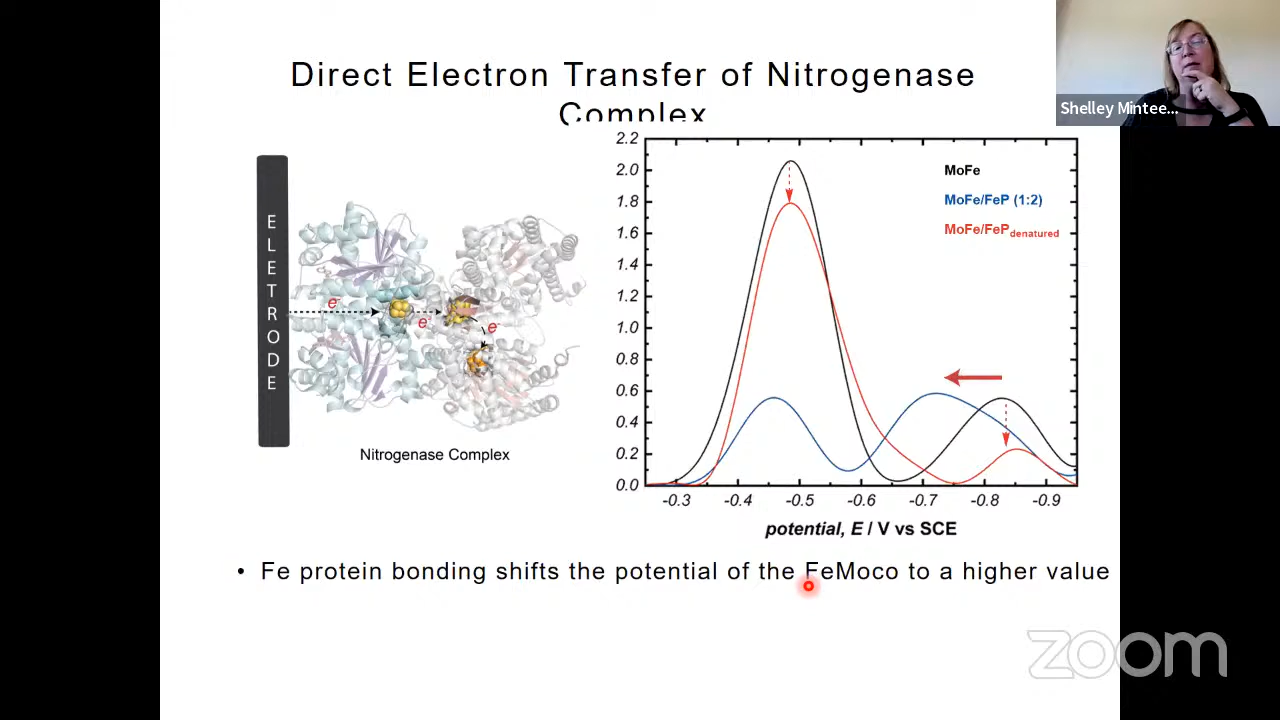 Direct Electron Transfer of Nitrogenase
Complex
Shelley Mintee...
ELETRODE
e-
e-
e-
Nitrogenase Complex
2.2
2.0
1.8
1.6
1.4
1.2
1.0
0.8
0.6
0.4
0.2
0.0
MoFe
MoFe/FeP (1:2)
MoFe/FePdenatured
-0.3 -0.4 -0.5 -0.6 -0.7 -0.8 -0.9
potential, E / V vs SCE
• Fe protein bonding shifts the potential of the FeMoco to a higher value
zoom